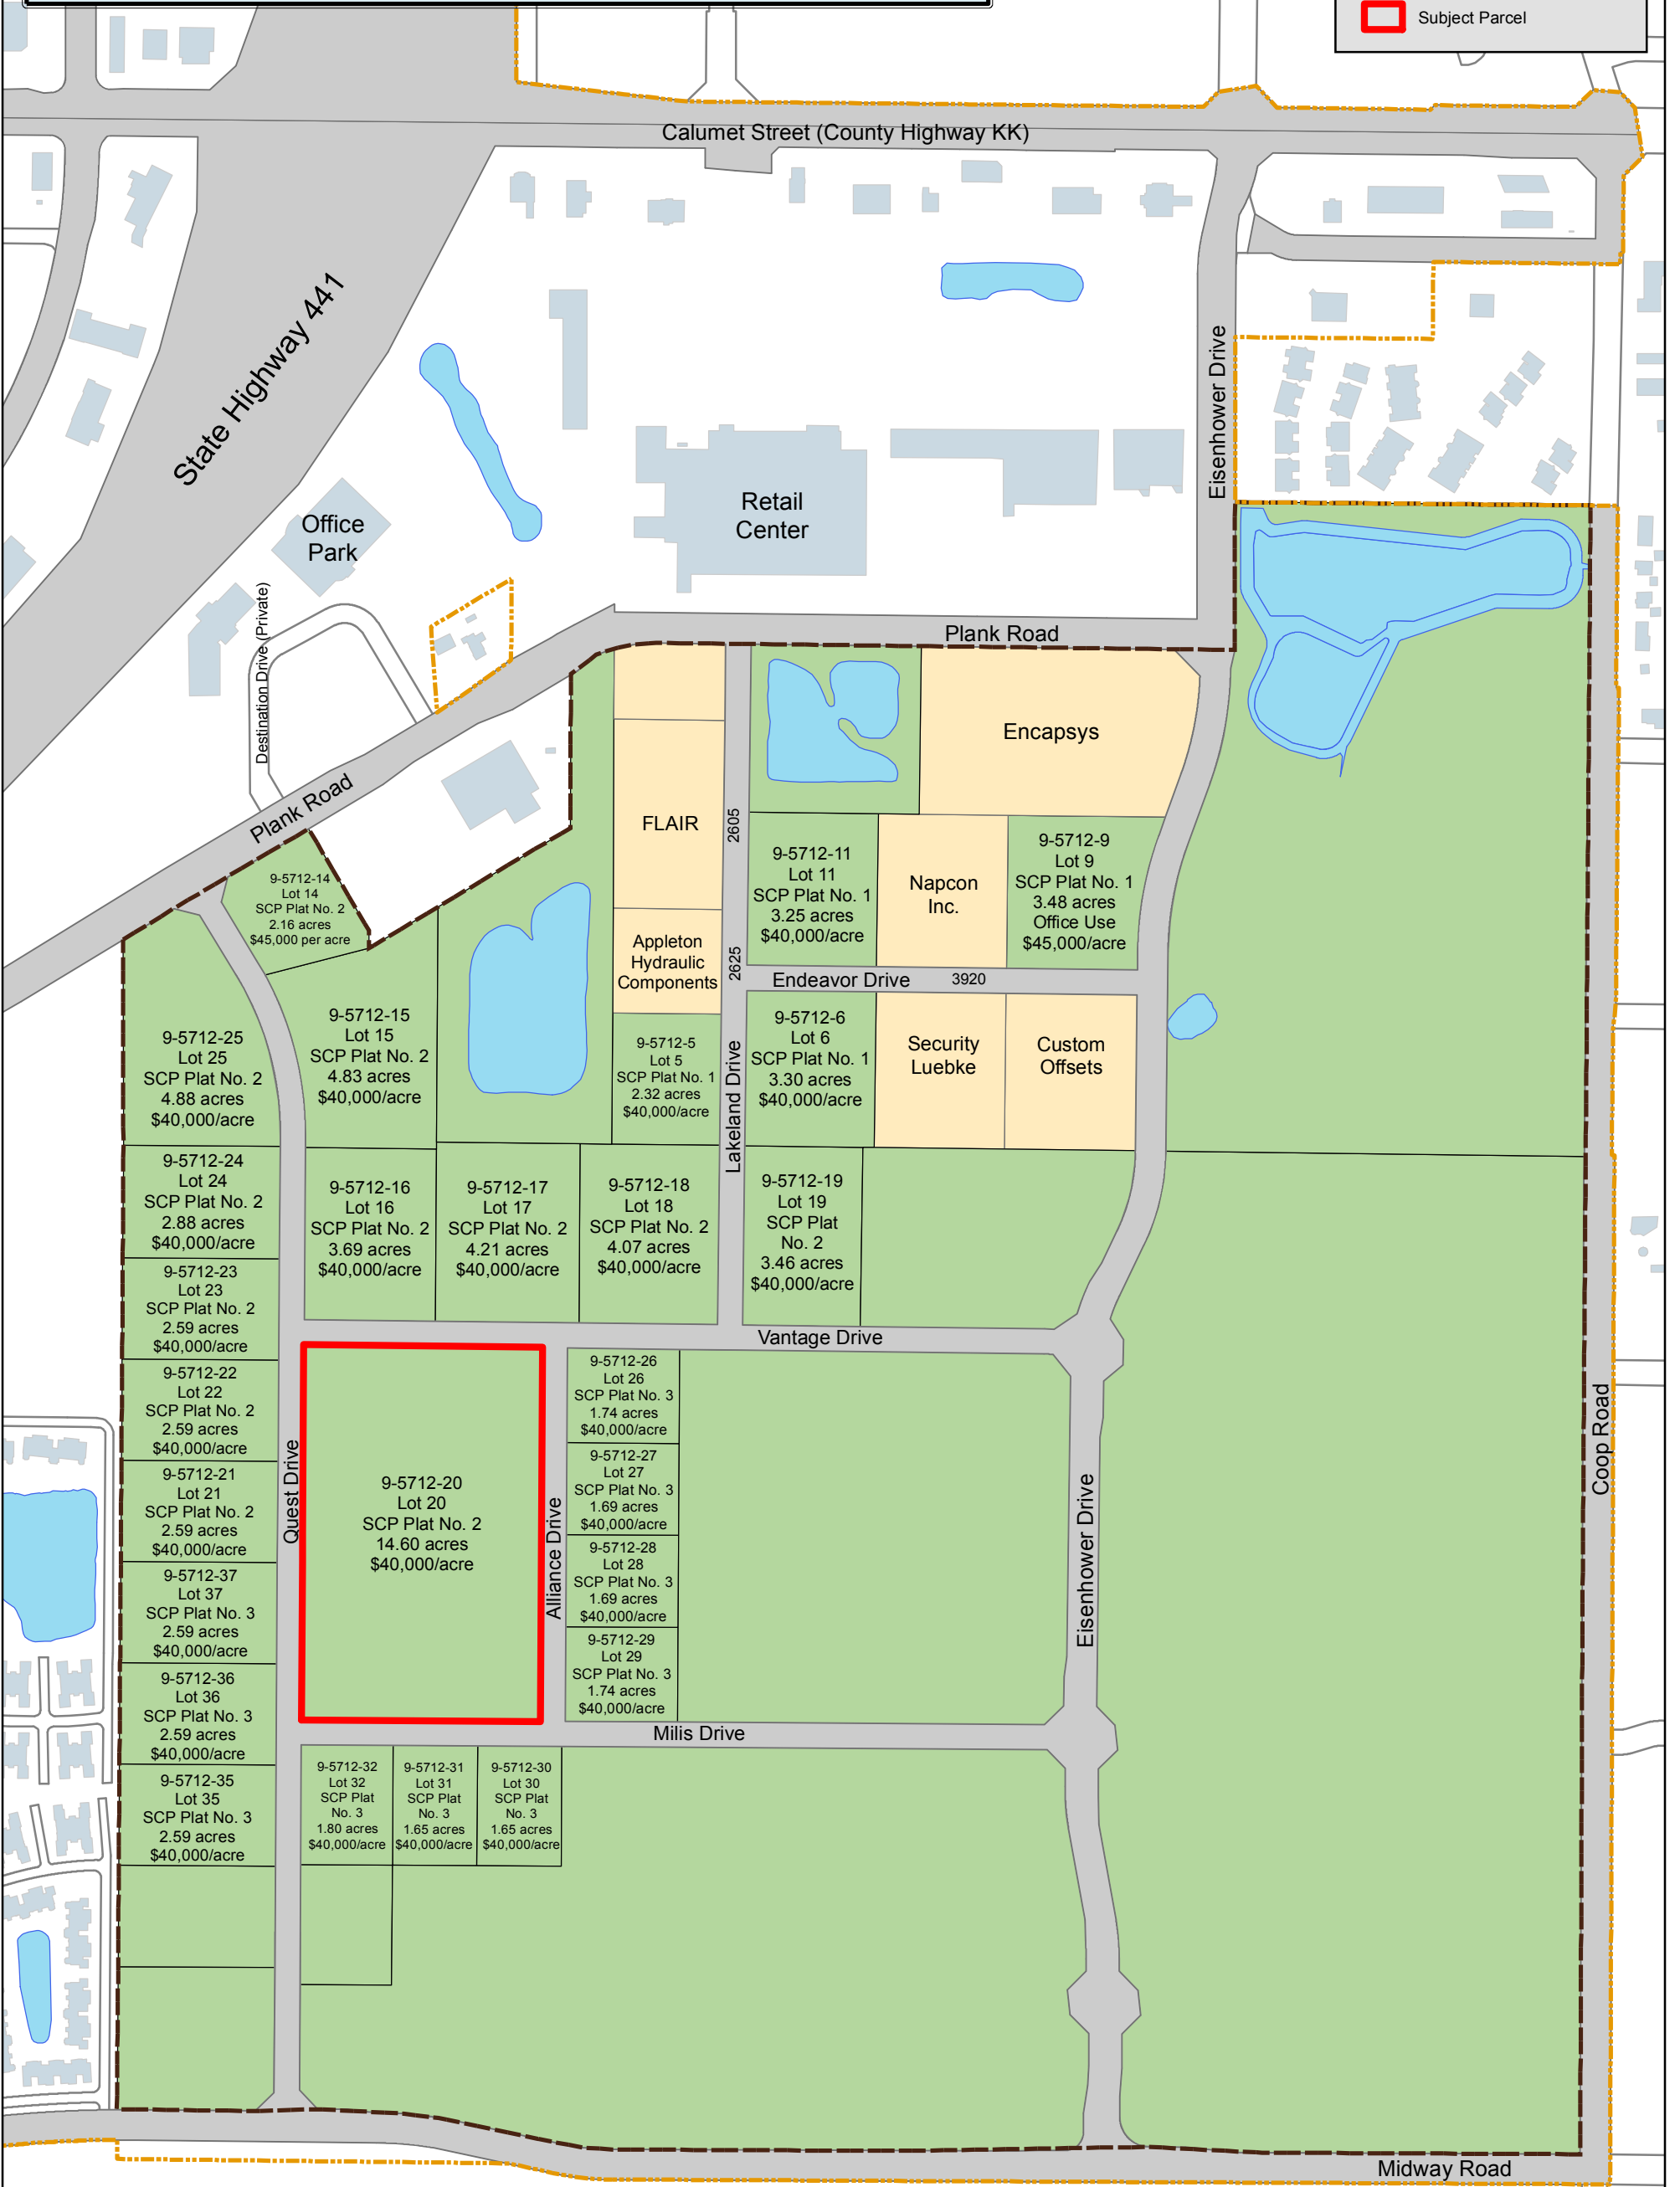 Subject Parcel
Calumet Street (County Highway KK)
State Highway 441
Eisenhower Drive
Office
Park
Retail
Center
Destination Drive (Private)
Plank Road
Plank Road
Encapsys
FLAIR
2605
9-5712-11
Lot 11
SCP Plat No. 1
3.25 acres
$40,000/acre
Napcon
Inc.
9-5712-9
Lot 9
SCP Plat No. 1
3.48 acres
Office Use
$45,000/acre
9-5712-14
Lot 14
SCP Plat No. 2
2.16 acres
$45,000 per acre
Appleton
Hydraulic
Components
2625
Endeavor Drive
3920
9-5712-25
Lot 25
SCP Plat No. 2
4.88 acres
$40,000/acre
9-5712-15
Lot 15
SCP Plat No. 2
4.83 acres
$40,000/acre
9-5712-5
Lot 5
SCP Plat No. 1
2.32 acres
$40,000/acre
Lakeland Drive
9-5712-6
Lot 6
SCP Plat No. 1
3.30 acres
$40,000/acre
Security
Luebke
Custom
Offsets
9-5712-24
Lot 24
SCP Plat No. 2
2.88 acres
$40,000/acre
9-5712-16
Lot 16
SCP Plat No. 2
3.69 acres
$40,000/acre
9-5712-17
Lot 17
SCP Plat No. 2
4.21 acres
$40,000/acre
9-5712-18
Lot 18
SCP Plat No. 2
4.07 acres
$40,000/acre
9-5712-19
Lot 19
SCP Plat
No. 2
3.46 acres
$40,000/acre
9-5712-23
Lot 23
SCP Plat No. 2
2.59 acres
$40,000/acre
Vantage Drive
9-5712-22
Lot 22
SCP Plat No. 2
2.59 acres
$40,000/acre
9-5712-26
Lot 26
SCP Plat No. 3
1.74 acres
$40,000/acre
9-5712-21
Lot 21
SCP Plat No. 2
2.59 acres
$40,000/acre
Quest Drive
9-5712-20
Lot 20
SCP Plat No. 2
14.60 acres
$40,000/acre
Alliance Drive
9-5712-27
Lot 27
SCP Plat No. 3
1.69 acres
$40,000/acre
9-5712-28
Lot 28
SCP Plat No. 3
1.69 acres
$40,000/acre
Eisenhower Drive
Coop Road
9-5712-37
Lot 37
SCP Plat No. 3
2.59 acres
$40,000/acre
9-5712-29
Lot 29
SCP Plat No. 3
1.74 acres
$40,000/acre
9-5712-36
Lot 36
SCP Plat No. 3
2.59 acres
$40,000/acre
Milis Drive
9-5712-35
Lot 35
SCP Plat No. 3
2.59 acres
$40,000/acre
9-5712-32
Lot 32
SCP Plat
No. 3
1.80 acres
$40,000/acre
9-5712-31
Lot 31
SCP Plat
No. 3
1.65 acres
$40,000/acre
9-5712-30
Lot 30
SCP Plat
No. 3
1.65 acres
$40,000/acre
Midway Road